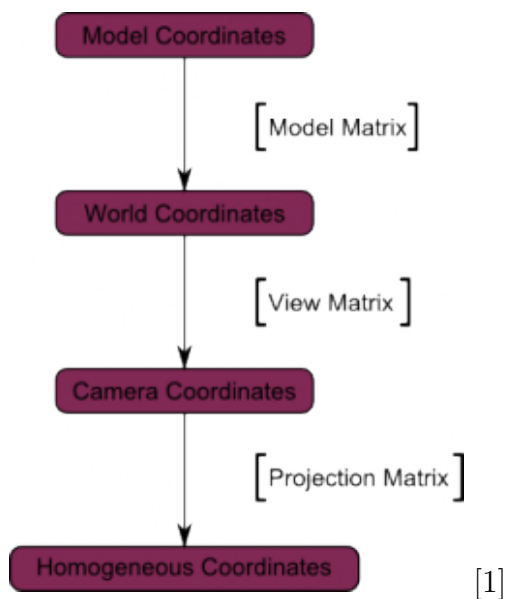 Model Coordinates
[Model Matrix]
World Coordinates
[View Matrix]
Camera Coordinates
[Projection Matrix]
Homogeneous Coordinates
[1]